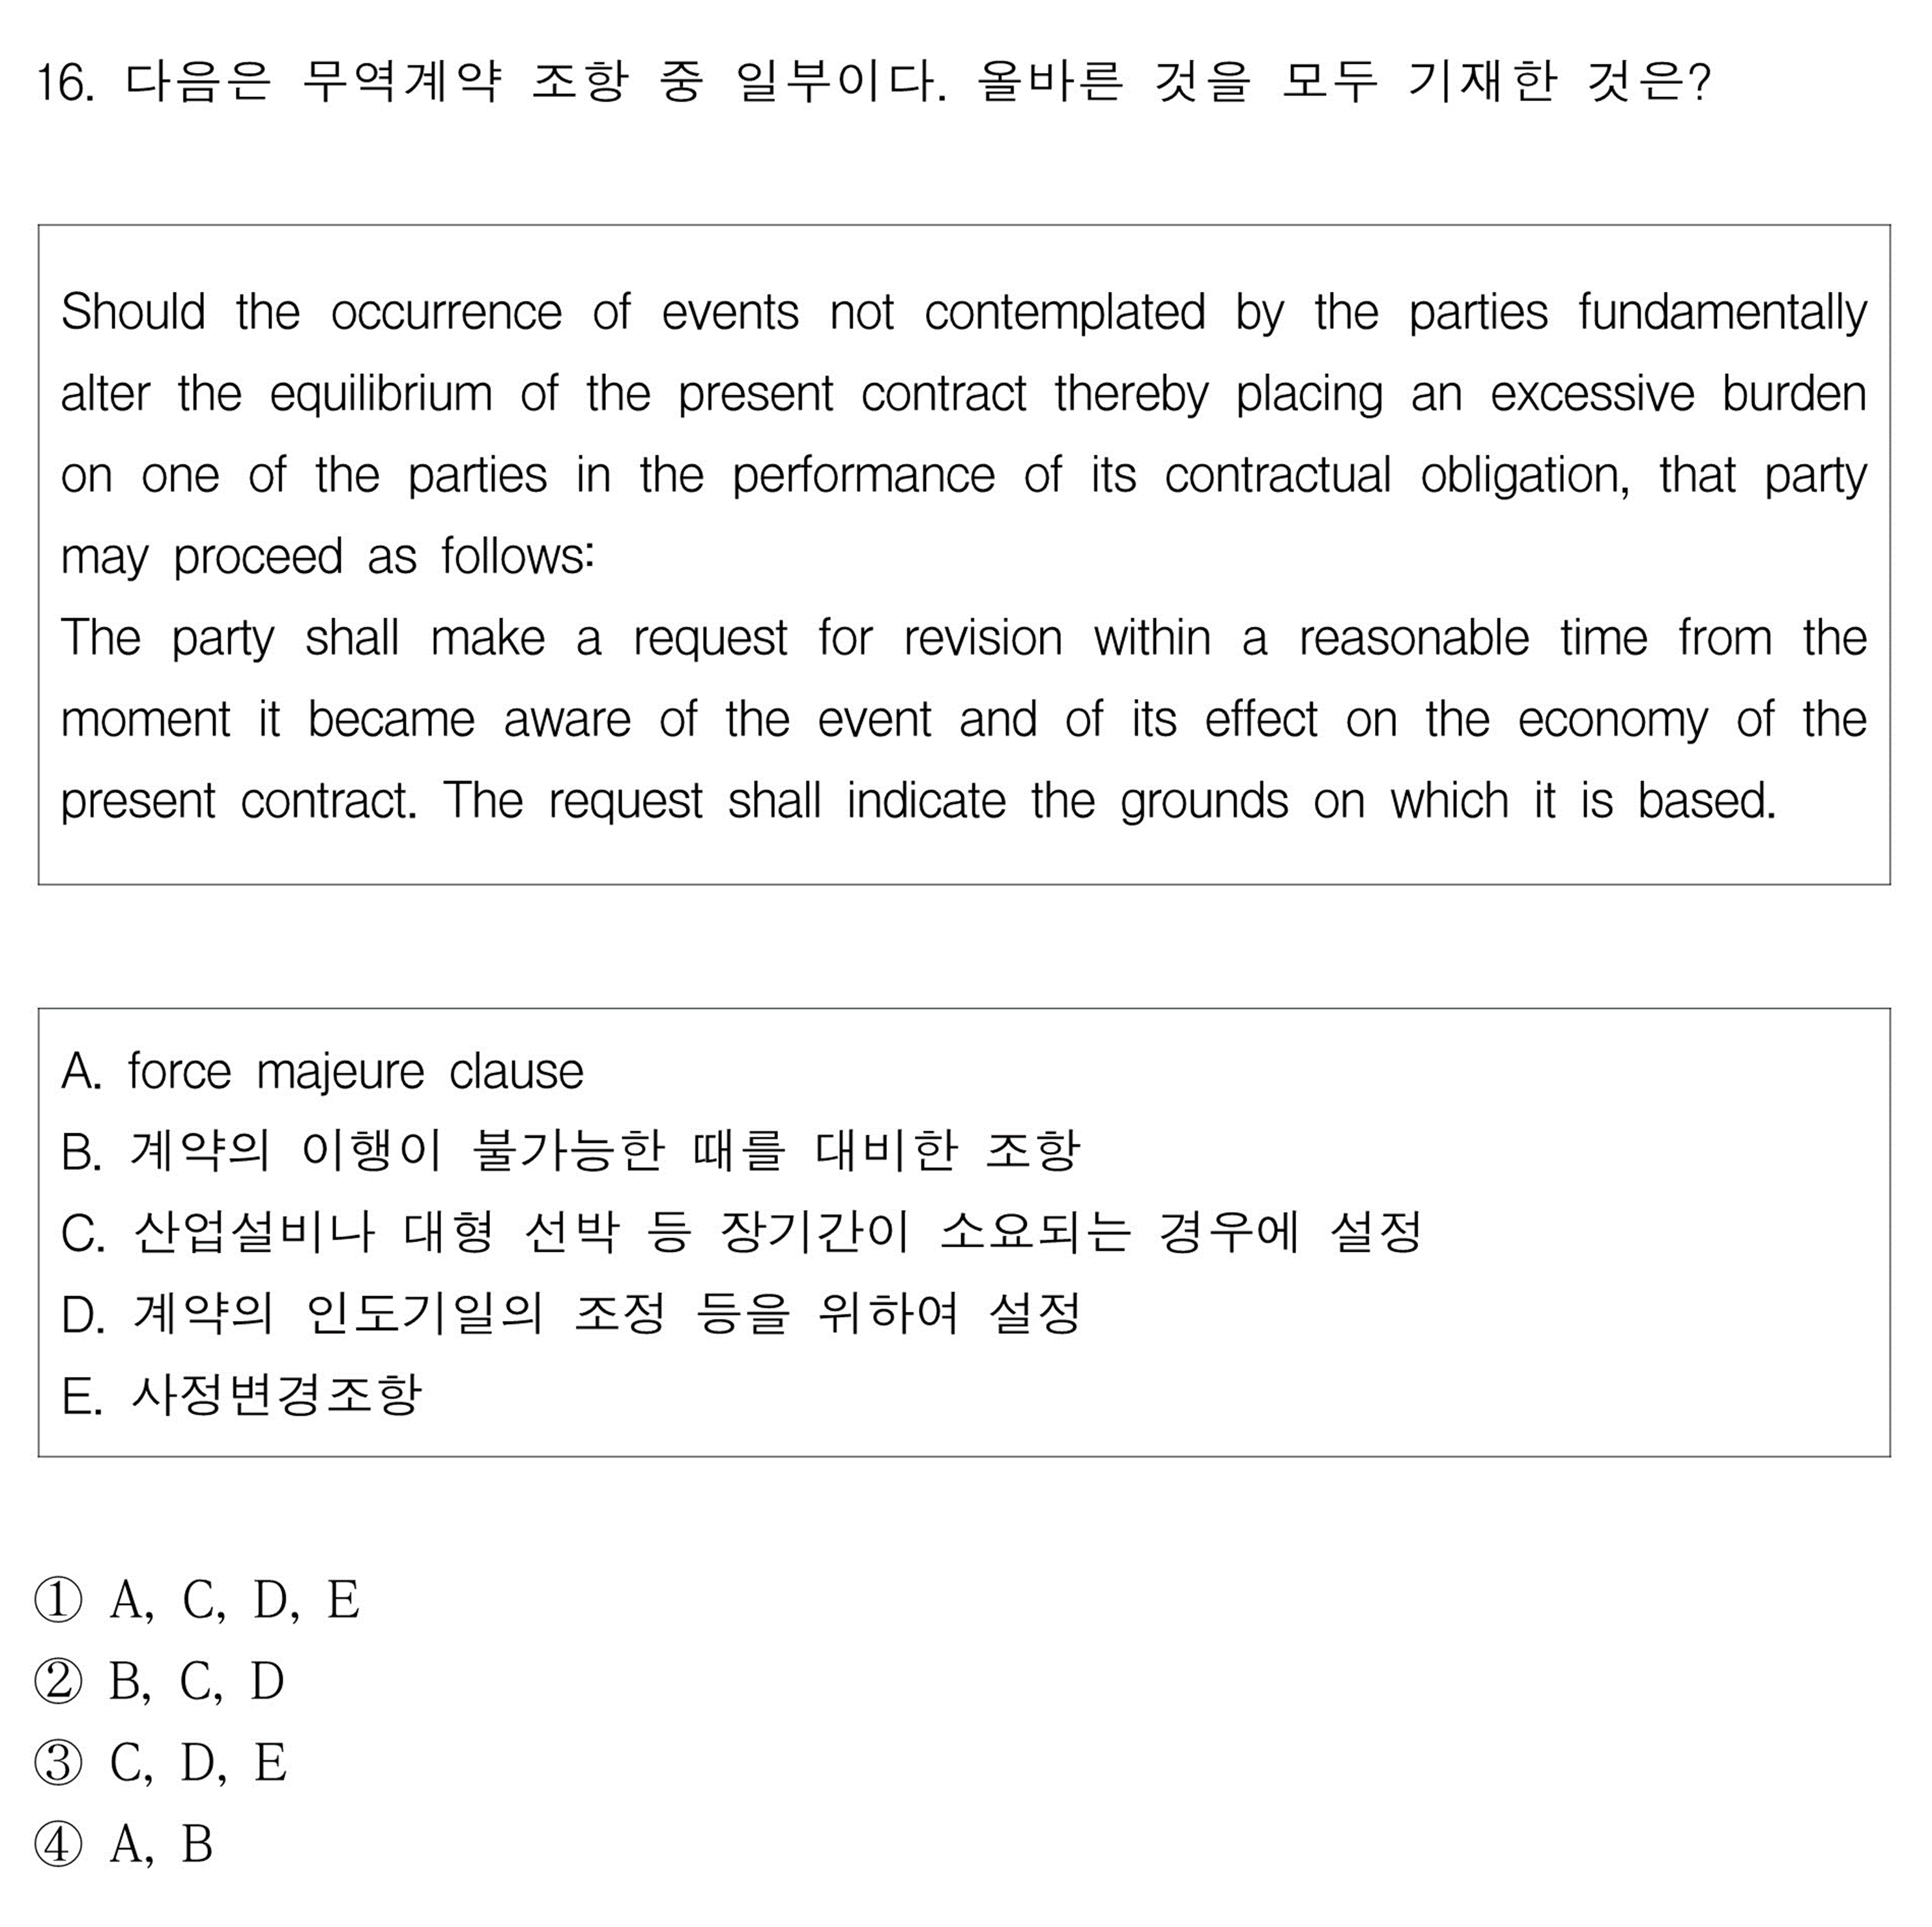 16. 다음은 무역계약 조항 중 일부이다. 올바른 것을 모두 기재한 것은?
Should the occurrence of events not contemplated by the parties fundamentally
alter the equilibrium of the present contract thereby placing an excessive burden
on one of the parties in the performance of its contractual obligation, that party
may proceed as follows:
The party shall make a request for revision within a reasonable time from the
moment it became aware of the event and of its effect on the economy of the
present contract. The request shall indicate the grounds on which it is based.
A. force majeure clause
B. 계약의 이행이 불가능한 때를 대비한 조항
C. 산업설비나 대형 선박 등 장기간이 소요되는 경우에 설정
D. 계약의 인도기일의 조정 등을 위하여 설정
E. 사정변경조항
① A, C, D, E
② B, C, D
③ C, D, E
④ A, B